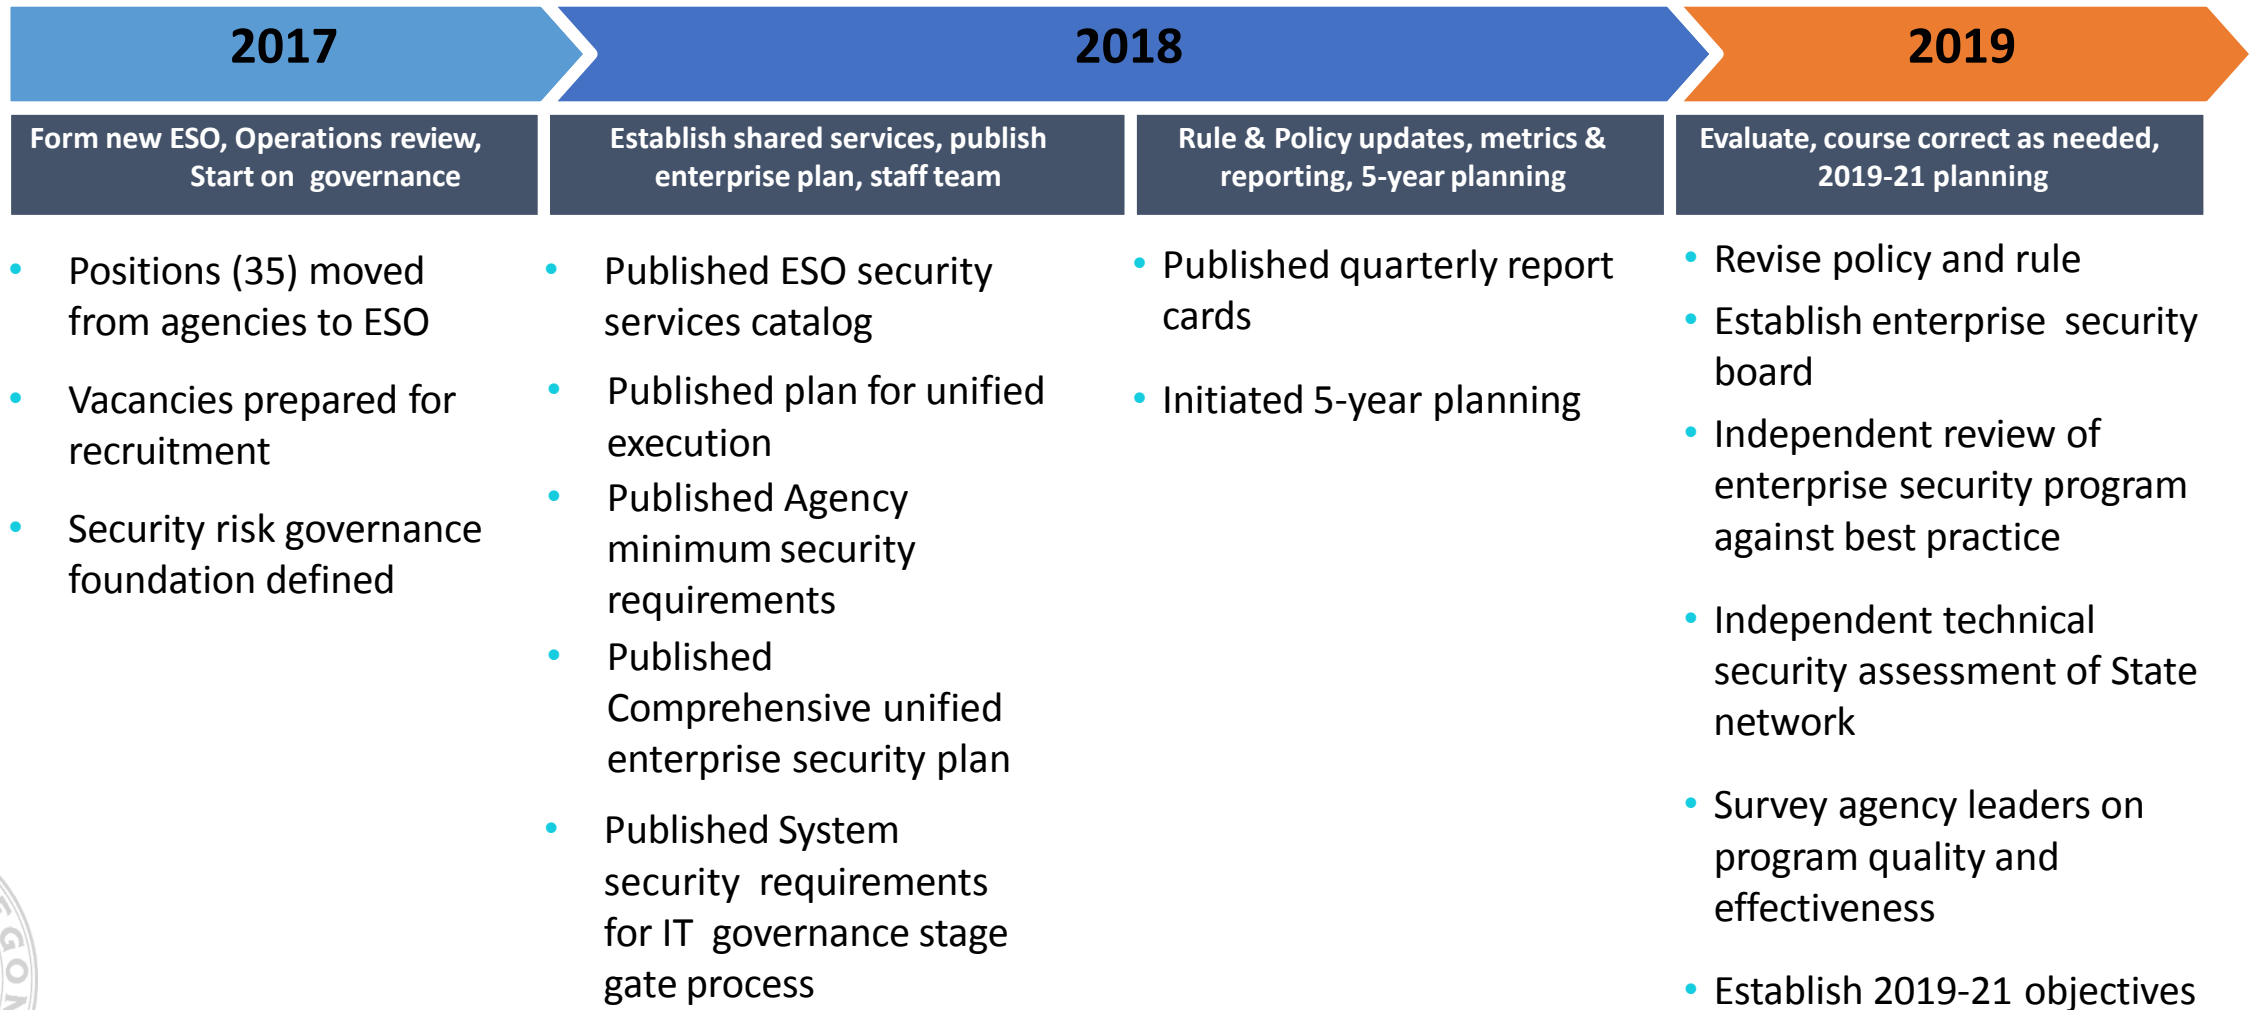 2017
2018
2019
Form new ESO, Operations review,
Start on governance
Establish shared services, publish
enterprise plan, staff team
Rule & Policy updates, metrics &
reporting, 5-year planning
Evaluate, course correct as needed,
2019-21 planning
• Positions (35) moved
from agencies to ESO
• Vacancies prepared for
recruitment
• Security risk governance
foundation defined
• Published ESO security
services catalog
• Published plan for unified
execution
• Published Agency
minimum security
requirements
• Published
Comprehensive unified
enterprise security plan
• Published System
security requirements
for IT governance stage
gate process
• Published quarterly report
cards
• Initiated 5-year planning
• Revise policy and rule
• Establish enterprise security
board
• Independent review of
enterprise security program
against best practice
• Independent technical
security assessment of State
network
• Survey agency leaders on
program quality and
effectiveness
• Establish 2019-21 objectives